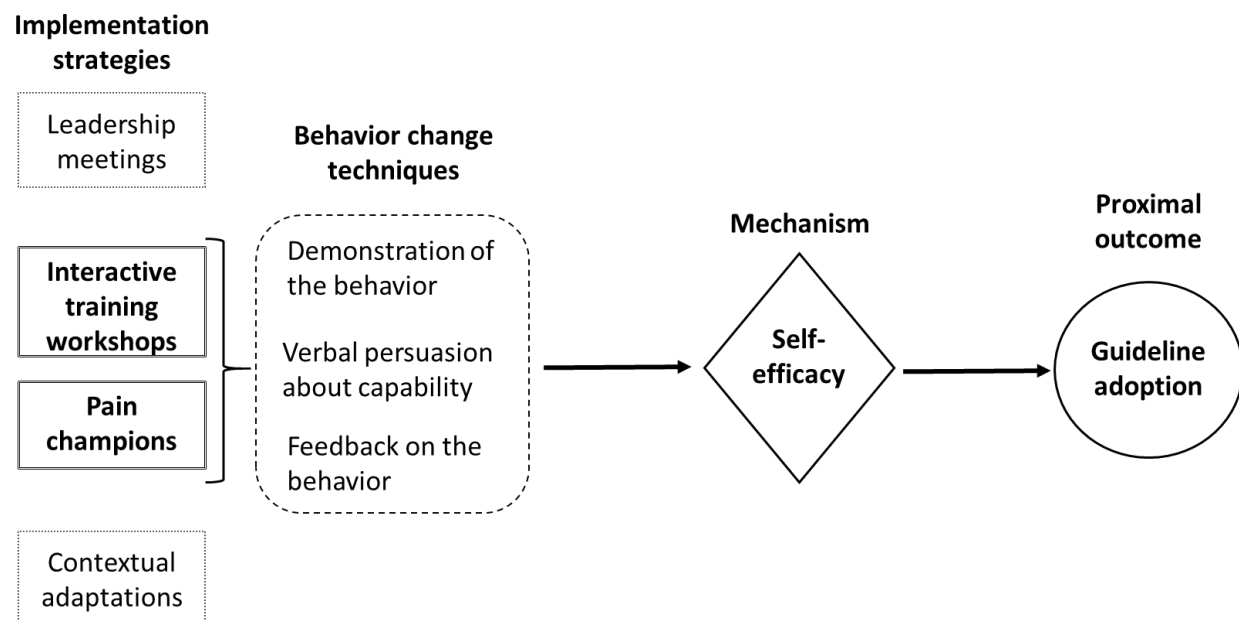 Implementation
strategies
Leadership
meetings
Interactive
training
workshops
Pain
champions
Contextual
adaptations
Behavior change
techniques
Demonstration of
the behavior
Verbal persuasion
about capability
Feedback on the
behavior
Mechanism
Self-
efficacy
Proximal
outcome
Guideline
adoption